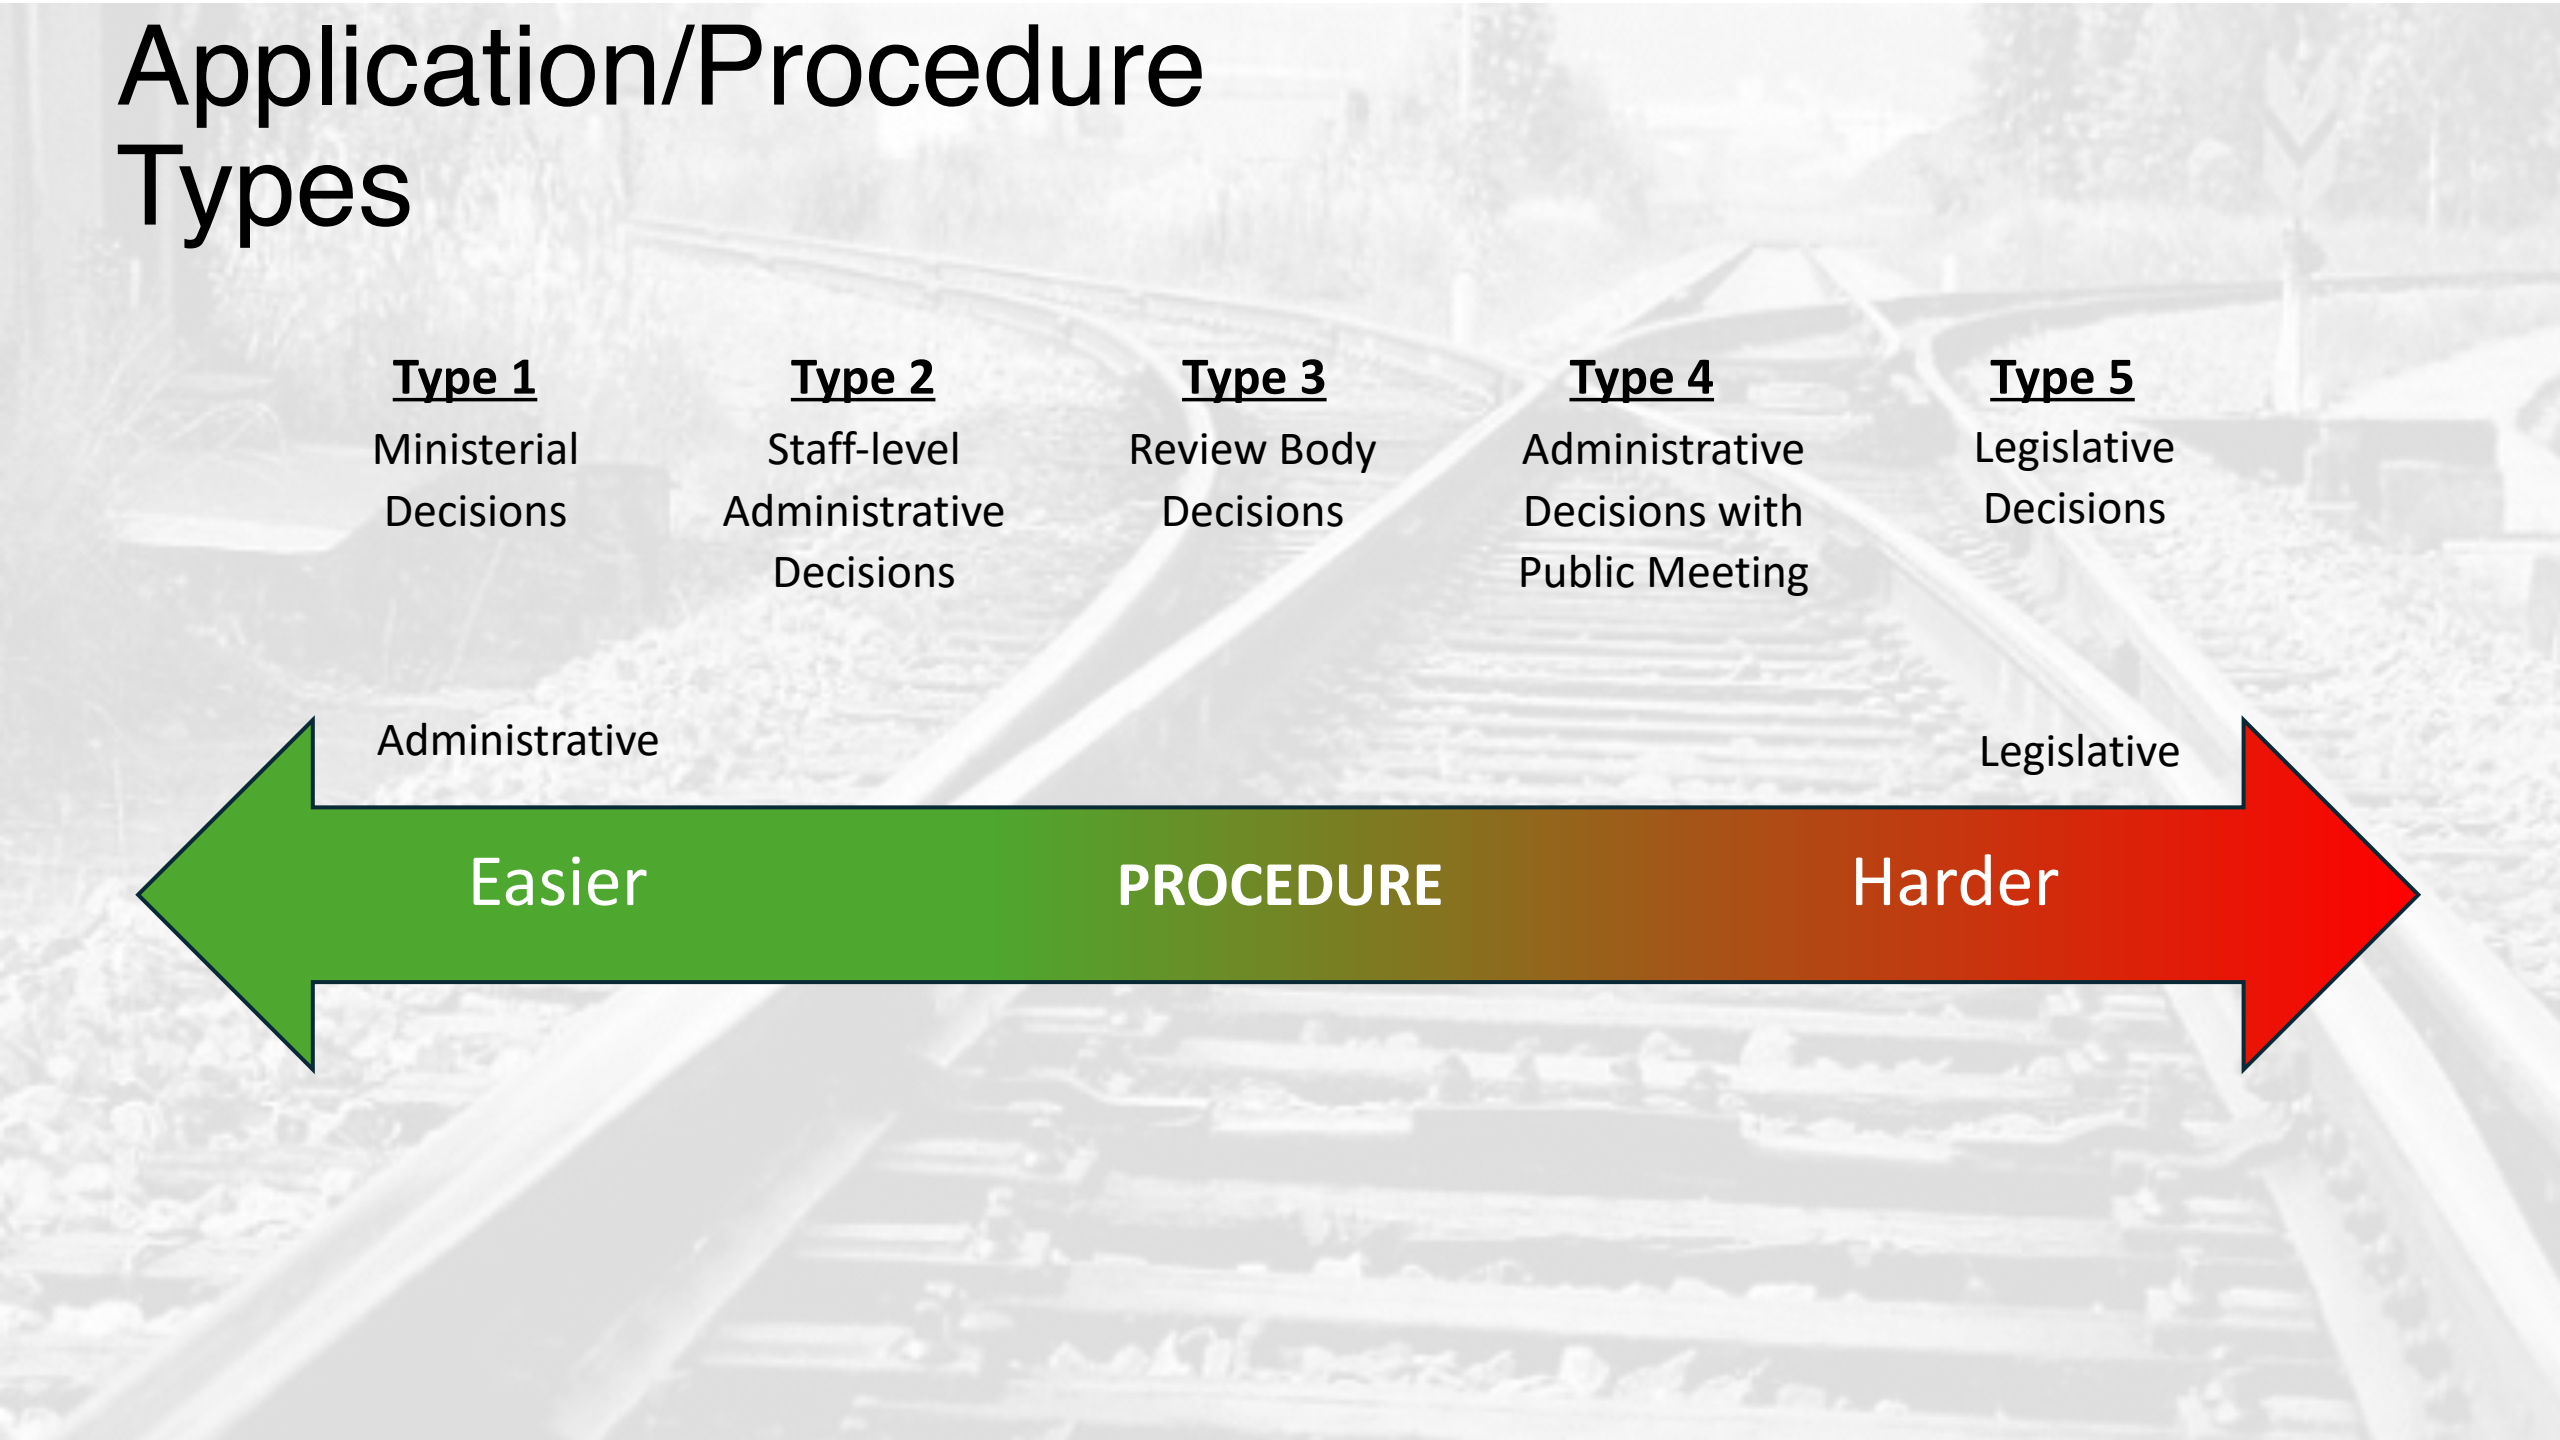 Application/Procedure
Types
Type 1
Ministerial
Decisions
Type 2
Staff-level
Administrative
Decisions
Type 3
Review Body
Decisions
Type 4
Administrative
Decisions with
Public Meeting
Type 5
Legislative
Decisions
Administrative
Legislative
Easier
PROCEDURE
Harder